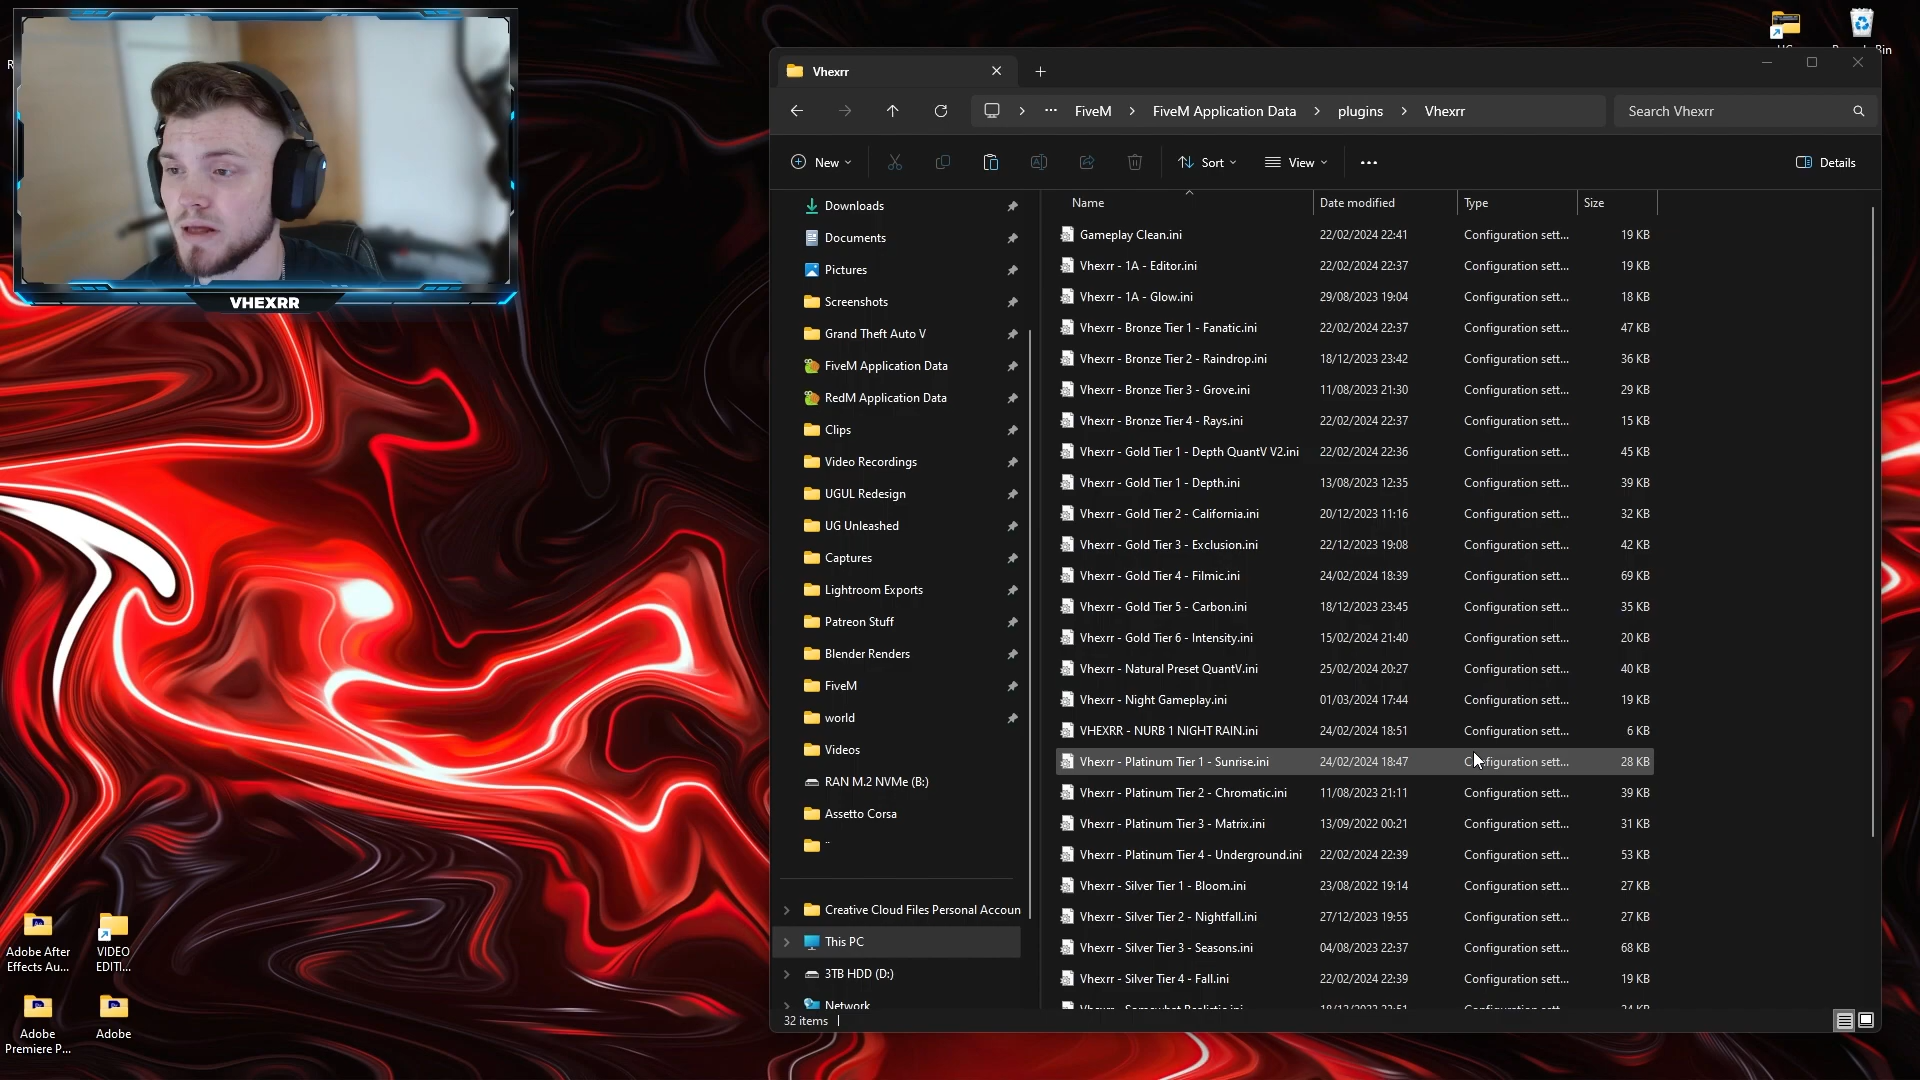 VHEXRR
Vhexrr
FiveM
FiveM Application Data
plugins
Vhexrr
Search Vhexrr
New
Sort
View
Details
Downloads
Documents
Pictures
Screenshots
Grand Theft Auto V
FiveM Application Data
RedM Application Data
Clips
Video Recordings
UGUL Redesign
UG Unleashed
Captures
Lightroom Exports
Patreon Stuff
Blender Renders
FiveM
world
Videos
RAN M.2 NVMe (B:)
Assetto Corsa
..
Creative Cloud Files Personal Accoun
This PC
3TB HDD (D:)
Network
Name Date modified Type Size
Gameplay Clean.ini 22/02/2024 22:41 Configuration sett... 19 KB
Vhexrr - 1A - Editor.ini 22/02/2024 22:37 Configuration sett... 19 KB
Vhexrr - 1A - Glow.ini 29/08/2023 19:04 Configuration sett... 18 KB
Vhexrr - Bronze Tier 1 - Fanatic.ini 22/02/2024 22:37 Configuration sett... 47 KB
Vhexrr - Bronze Tier 2 - Raindrop.ini 18/12/2023 23:42 Configuration sett... 36 KB
Vhexrr - Bronze Tier 3 - Grove.ini 11/08/2023 21:30 Configuration sett... 29 KB
Vhexrr - Bronze Tier 4 - Rays.ini 22/02/2024 22:37 Configuration sett... 15 KB
Vhexrr - Gold Tier 1 - Depth QuantV V2.ini 22/02/2024 22:36 Configuration sett... 45 KB
Vhexrr - Gold Tier 1 - Depth.ini 13/08/2023 12:35 Configuration sett... 39 KB
Vhexrr - Gold Tier 2 - California.ini 20/12/2023 11:16 Configuration sett... 32 KB
Vhexrr - Gold Tier 3 - Exclusion.ini 22/12/2023 19:08 Configuration sett... 42 KB
Vhexrr - Gold Tier 4 - Filmic.ini 24/02/2024 18:39 Configuration sett... 69 KB
Vhexrr - Gold Tier 5 - Carbon.ini 18/12/2023 23:45 Configuration sett... 35 KB
Vhexrr - Gold Tier 6 - Intensity.ini 15/02/2024 21:40 Configuration sett... 20 KB
Vhexrr - Natural Preset QuantV.ini 25/02/2024 20:27 Configuration sett... 40 KB
Vhexrr - Night Gameplay.ini 01/03/2024 17:44 Configuration sett... 19 KB
VHEXRR - NURB 1 NIGHT RAIN.ini 24/02/2024 18:51 Configuration sett... 6 KB
Vhexrr - Platinum Tier 1 - Sunrise.ini 24/02/2024 18:47 Configuration sett... 28 KB
Vhexrr - Platinum Tier 2 - Chromatic.ini 11/08/2023 21:11 Configuration sett... 39 KB
Vhexrr - Platinum Tier 3 - Matrix.ini 13/09/2022 00:21 Configuration sett... 31 KB
Vhexrr - Platinum Tier 4 - Underground.ini 22/02/2024 22:39 Configuration sett... 53 KB
Vhexrr - Silver Tier 1 - Bloom.ini 23/08/2022 19:14 Configuration sett... 27 KB
Vhexrr - Silver Tier 2 - Nightfall.ini 27/12/2023 19:55 Configuration sett... 27 KB
Vhexrr - Silver Tier 3 - Seasons.ini 04/08/2023 22:37 Configuration sett... 68 KB
Vhexrr - Silver Tier 4 - Fall.ini 22/02/2024 22:39 Configuration sett... 19 KB
32 items
Adobe After
Effects Au...
VIDEO
EDITI...
Adobe
Premiere P...
Adobe